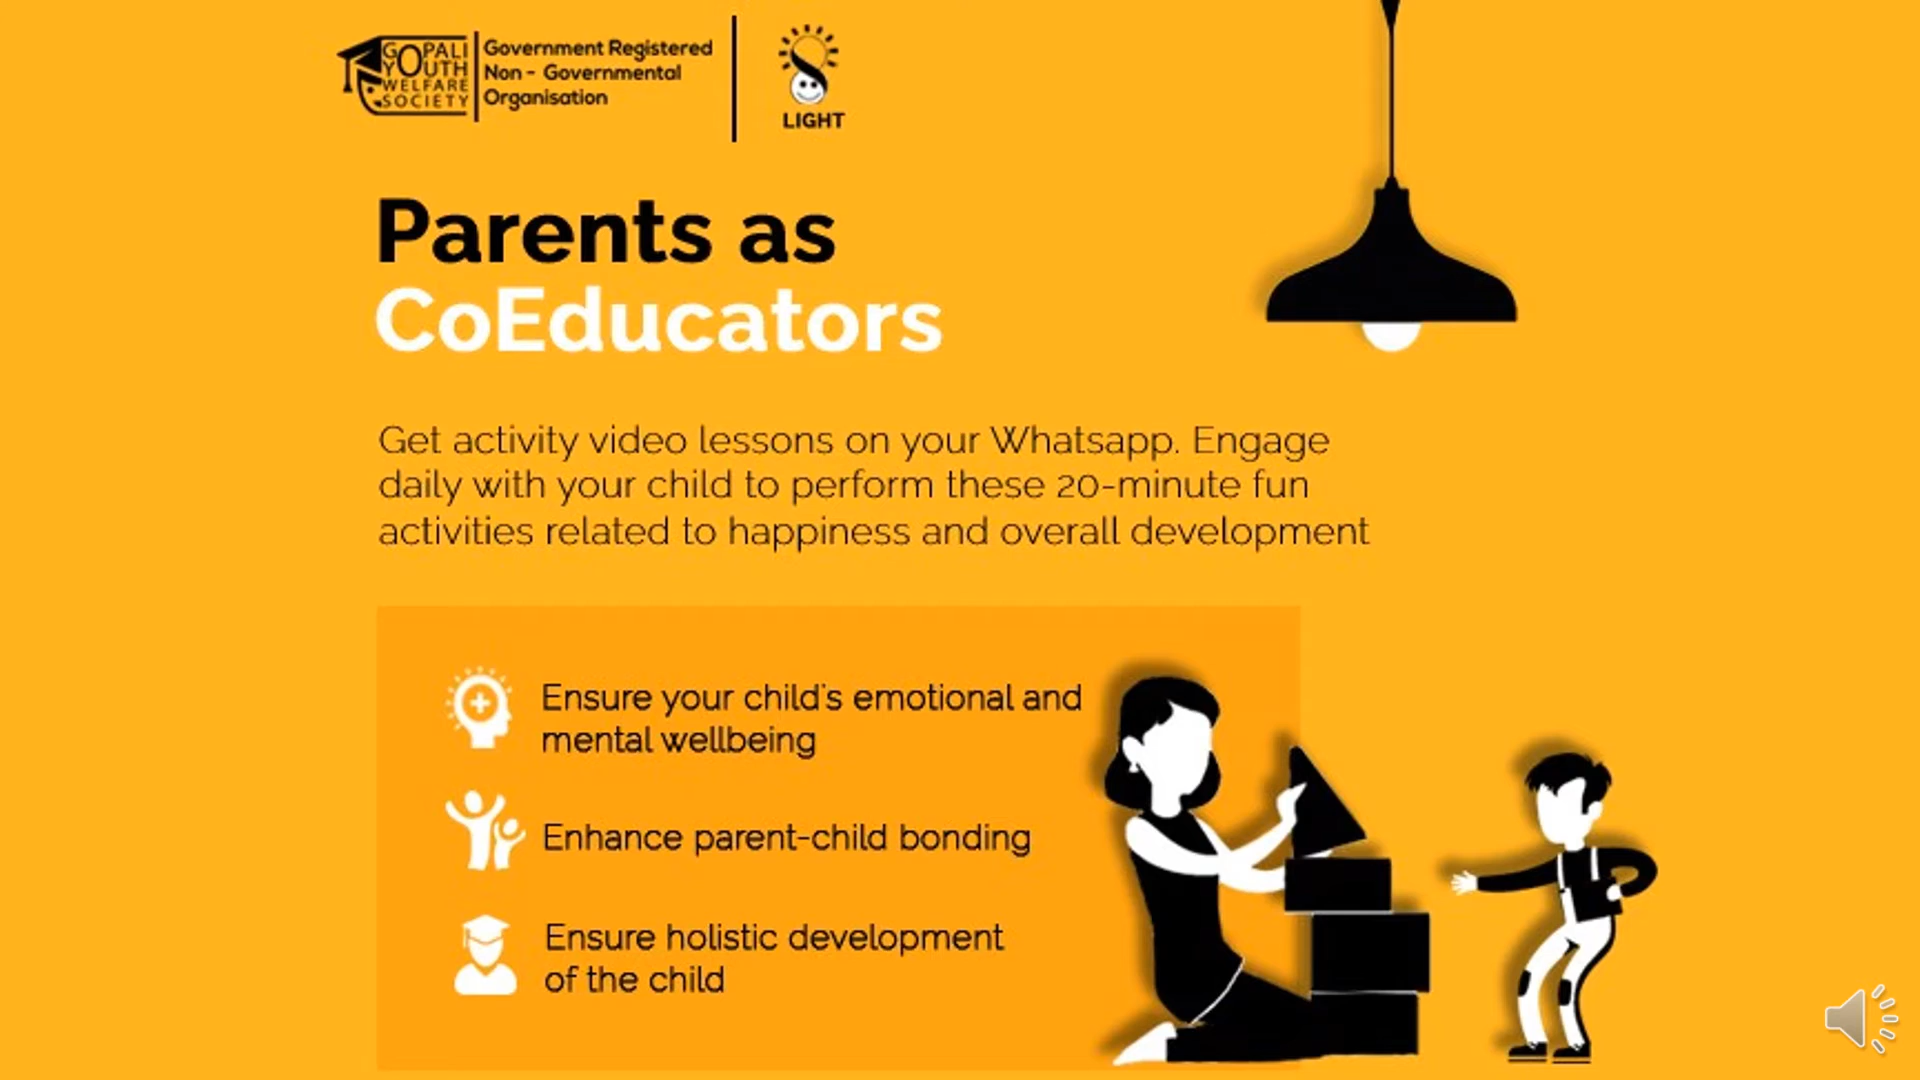 GOPALI
YOUTH
WELFARE
SOCIETY
Government Registered
Non - Governmental
Organisation
LIGHT
Parents as
CoEducators
Get activity video lessons on your Whatsapp. Engage
daily with your child to perform these 20-minute fun
activities related to happiness and overall development
Ensure your child's emotional and
mental wellbeing
Enhance parent-child bonding
Ensure holistic development
of the child